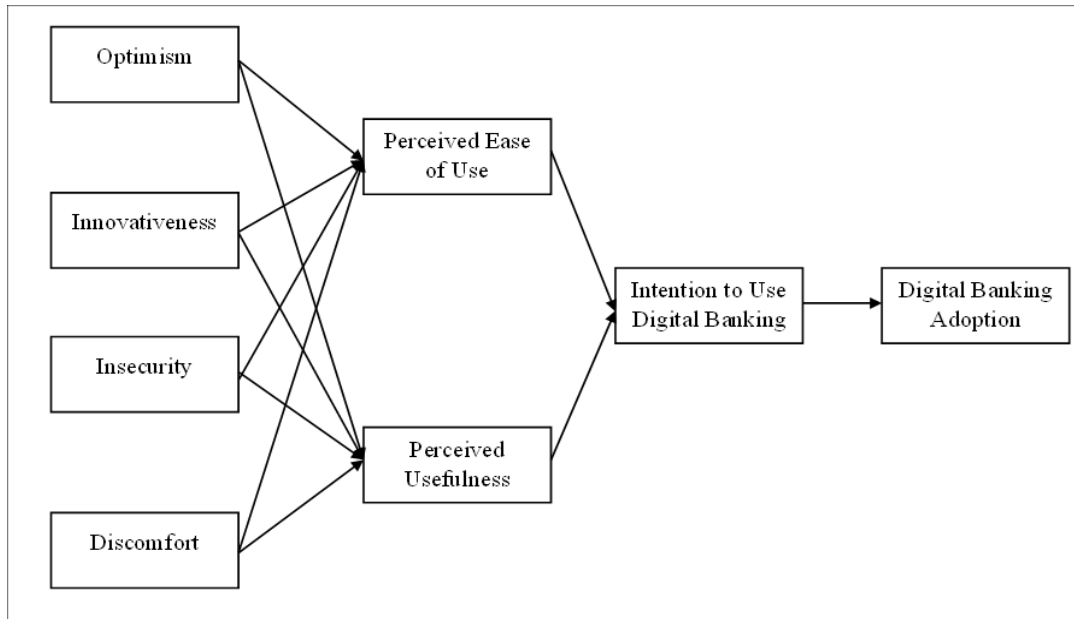 Optimism
Perceived Ease
of Use
Innovativeness
Intention to Use
Digital Banking
Digital Banking
Adoption
Insecurity
Perceived
Usefulness
Discomfort